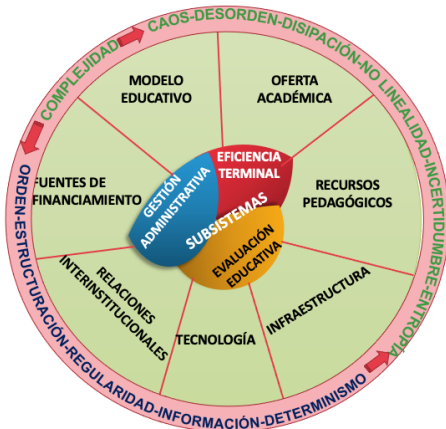 COMPLEJIDAD
CAOS-DESORDEN-DISIPACIÓN-NO LINEALIDAD-INCERTIDUMBRE-ENTROPÍA
ORDEN-ESTRUCTURACIÓN-REGULARIDAD-INFORMACIÓN-DETERMINISMO
MODELO
EDUCATIVO
OFERTA
ACADÉMICA
FUENTES DE
FINANCIAMIENTO
RECURSOS
PEDAGÓGICOS
RELACIONES
INTERINSTITUCIONALES
TECNOLOGÍA
INFRAESTRUCTURA
GESTIÓN
ADMINISTRATIVA
EFICIENCIA
TERMINAL
SUBSISTEMAS
EVALUACIÓN
EDUCATIVA